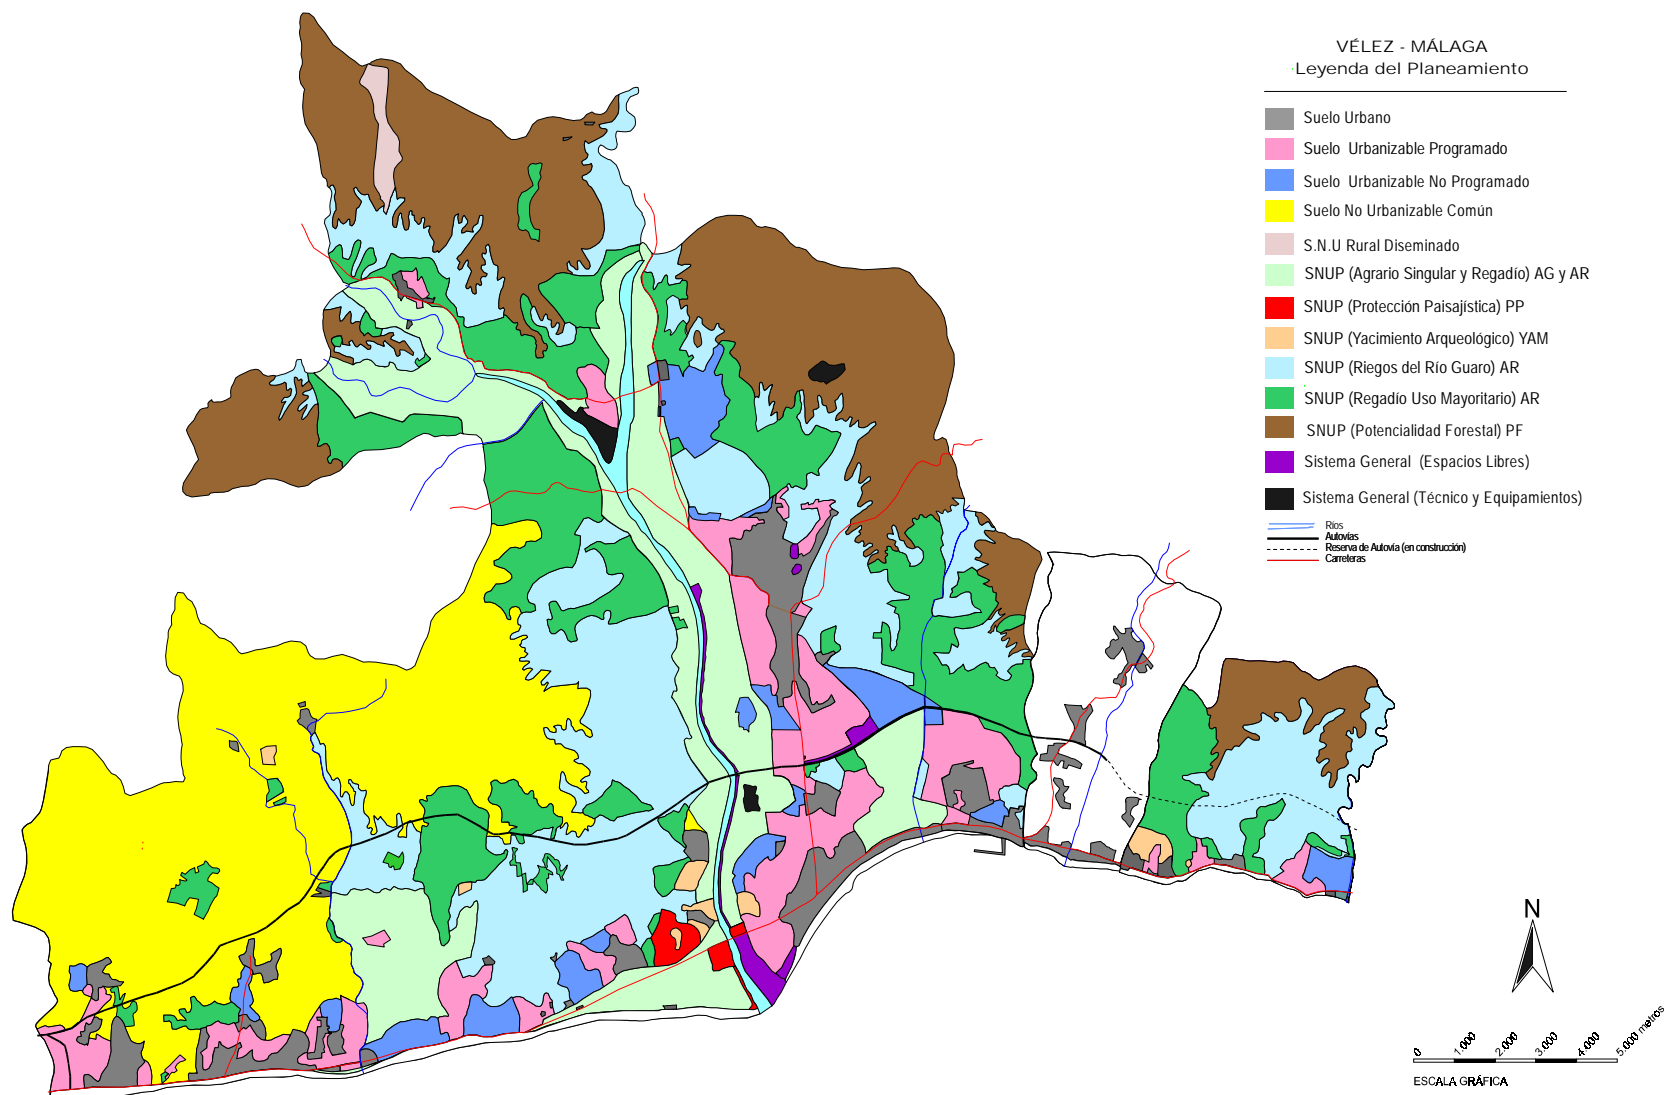 VÉLEZ - MÁLAGA
Leyenda del Planeamiento
Suelo Urbano
Suelo Urbanizable Programado
Suelo Urbanizable No Programado
Suelo No Urbanizable Común
S.N.U Rural Diseminado
SNUP (Agrario Singular y Regadío) AG y AR
SNUP (Protección Paisajística) PP
SNUP (Yacimiento Arqueológico) YAM
SNUP (Riegos del Río Guaro) AR
SNUP (Regadío Uso Mayoritario) AR
SNUP (Potencialidad Forestal) PF
Sistema General (Espacios Libres)
Sistema General (Técnico y Equipamientos)
Ríos
Autovías
Reserva de Autovía (en construcción)
Carreteras
N
0 1.000 2.000 3.000 4.000 5.000 metros
ESCALA GRÁFICA